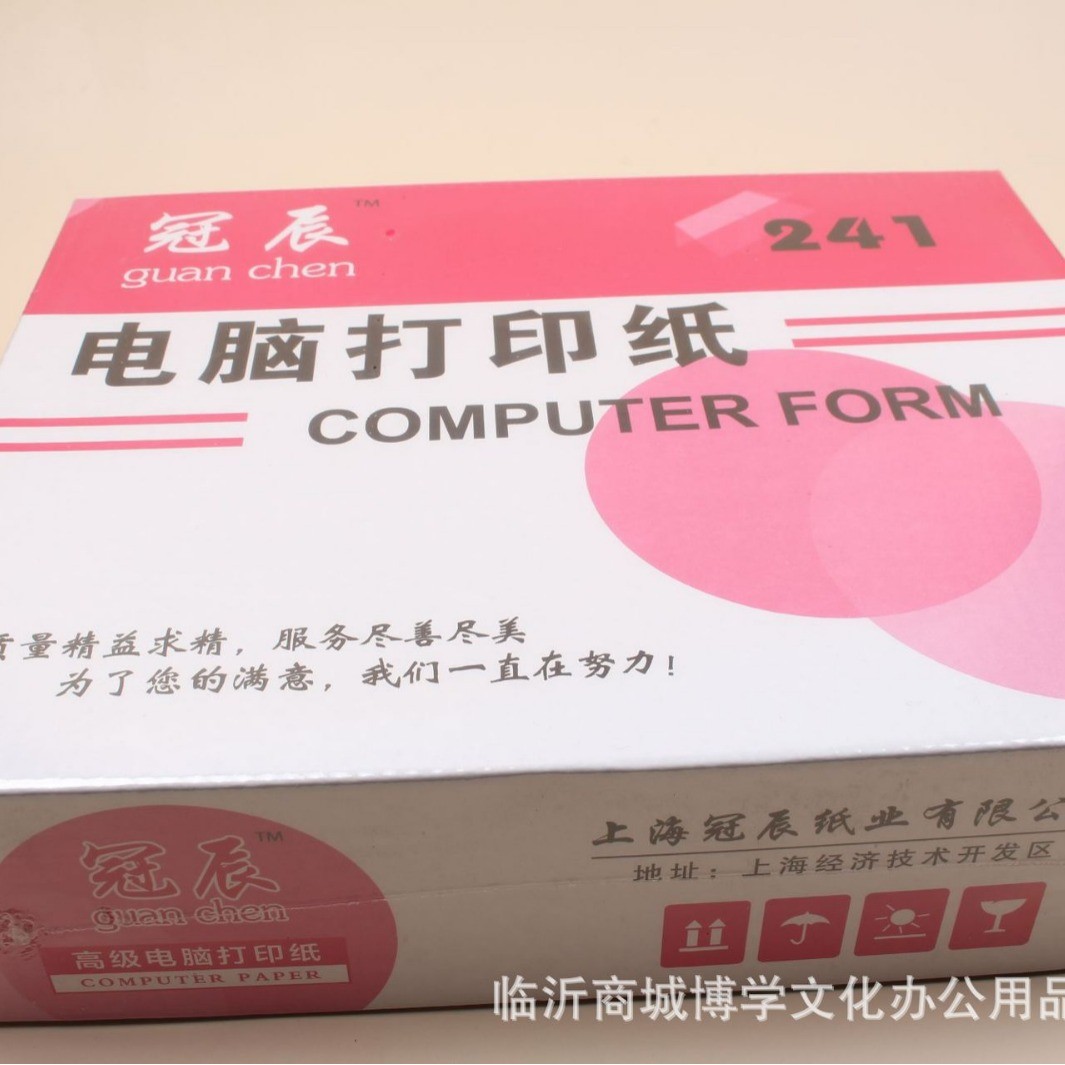 冠辰™
guan chen
241
电脑打印纸
COMPUTER FORM
质量精益求精，服务尽善尽美
为了您的满意，我们一直在努力！
冠辰™
guan chen
高级电脑打印纸
COMPUTER PAPER
上海冠辰纸业有限公
地址：上海经济技术开发区
临沂商城博学文化办公用品